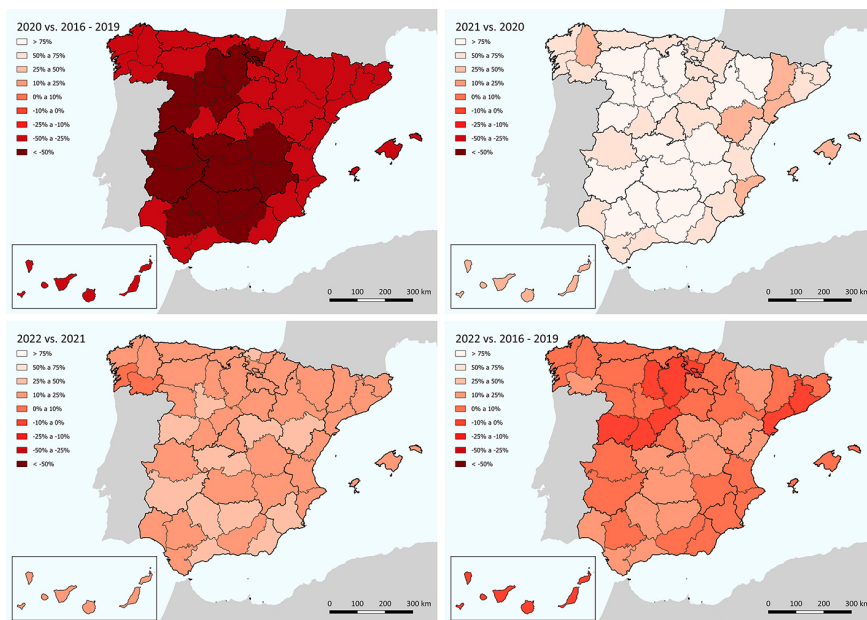 2020 vs. 2016 - 2019
> 75%
50% a 75%
25% a 50%
10% a 25%
0% a 10%
-10% a 0%
-25% a -10%
-50% a -25%
< -50%
0 100 200 300 km
2021 vs. 2020
> 75%
50% a 75%
25% a 50%
10% a 25%
0% a 10%
-10% a 0%
-25% a -10%
-50% a -25%
< -50%
0 100 200 300 km
2022 vs. 2021
> 75%
50% a 75%
25% a 50%
10% a 25%
0% a 10%
-10% a 0%
-25% a -10%
-50% a -25%
< -50%
0 100 200 300 km
2022 vs. 2016 - 2019
> 75%
50% a 75%
25% a 50%
10% a 25%
0% a 10%
-10% a 0%
-25% a -10%
-50% a -25%
< -50%
0 100 200 300 km